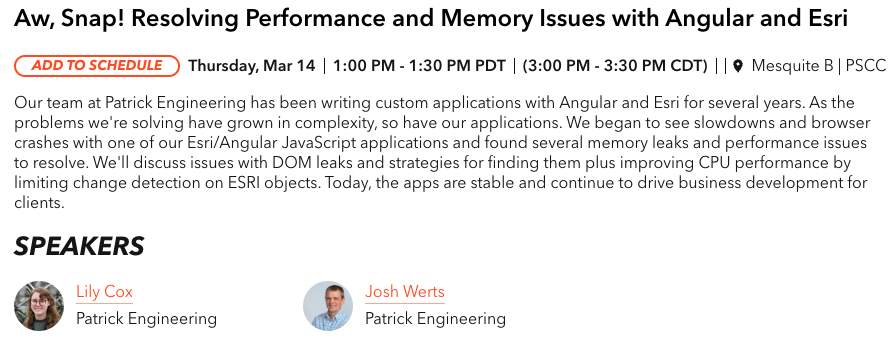 Aw, Snap! Resolving Performance and Memory Issues with Angular and Esri
ADD TO SCHEDULE Thursday, Mar 14 | 1:00 PM - 1:30 PM PDT | (3:00 PM - 3:30 PM CDT) | | Mesquite B | PSCC
Our team at Patrick Engineering has been writing custom applications with Angular and Esri for several years. As the
problems we're solving have grown in complexity, so have our applications. We began to see slowdowns and browser
crashes with one of our Esri/Angular JavaScript applications and found several memory leaks and performance issues
to resolve. We'll discuss issues with DOM leaks and strategies for finding them plus improving CPU performance by
limiting change detection on ESRI objects. Today, the apps are stable and continue to drive business development for
clients.
SPEAKERS
Lily Cox
Patrick Engineering
Josh Werts
Patrick Engineering